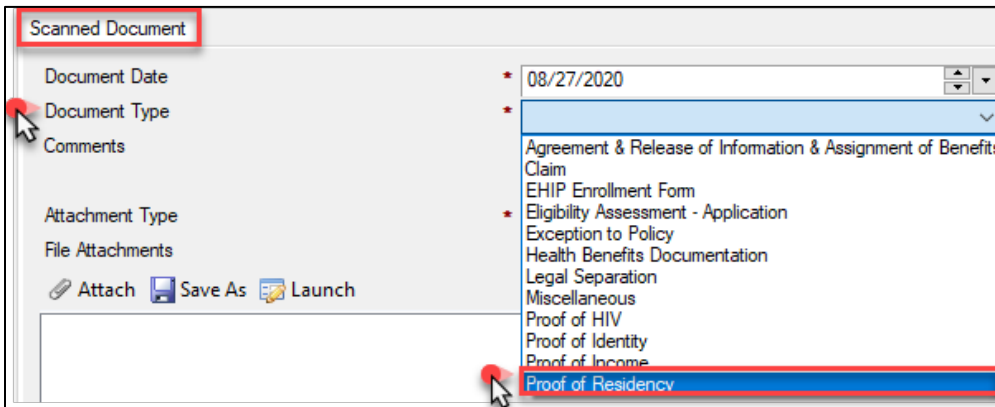 Scanned Document
Document Date * 08/27/2020
Document Type *
Comments
Agreement & Release of Information & Assignment of Benefits
Claim
EHIP Enrollment Form
Attachment Type * Eligibility Assessment - Application
Exception to Policy
File Attachments
Health Benefits Documentation
Legal Separation
Attach Save As Launch
Miscellaneous
Proof of HIV
Proof of Identity
Proof of Income
Proof of Residency